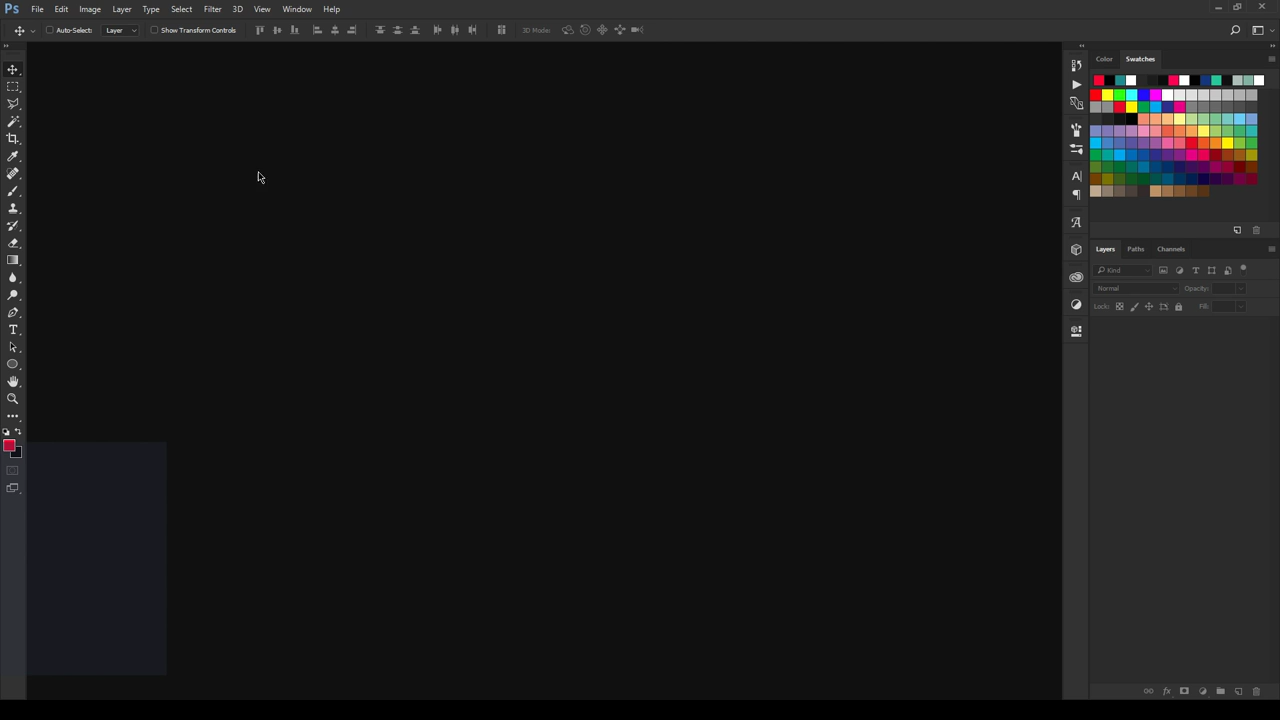 Ps File Edit Image Layer Type Select Filter 3D View Window Help
Auto-Select: Layer Show Transform Controls 3D Mode:
Color Swatches
Layers Paths Channels
Kind
Normal Opacity:
Lock: Fill: